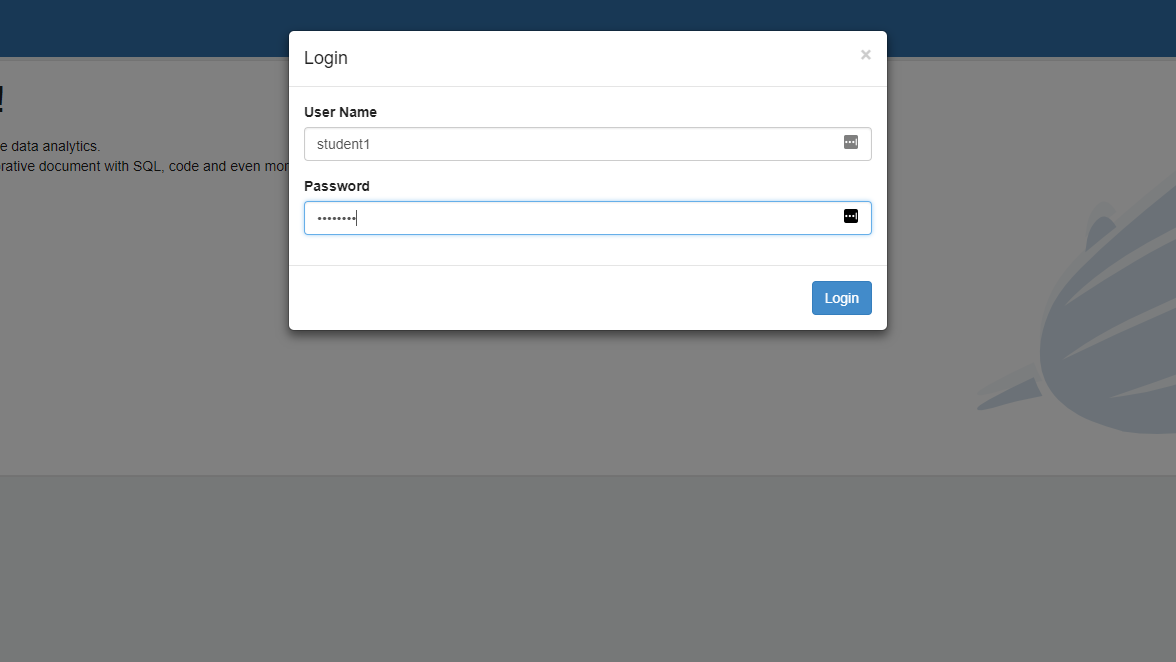 Login ×
!
User Name
student1
e data analytics.
rative document with SQL, code and even mor
Password
••••••••
Login